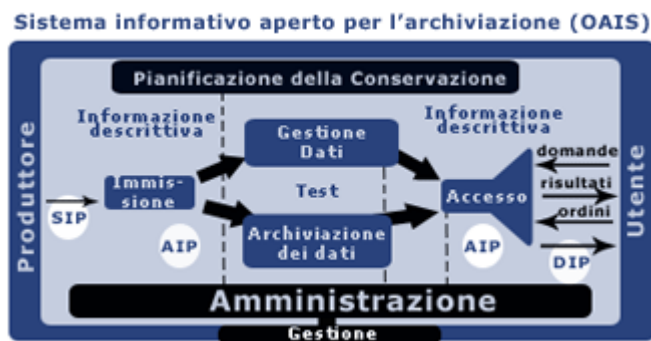 Sistema informativo aperto per l'archiviazione (OAIS)
Pianificazione della Conservazione
Produttore
Informazione
descrittiva
Informazione
descrittiva
Gestione
Dati
domande
Immis-
sione
Test
Accesso
risultati
Utente
SIP
ordini
AIP
Archiviazione
dei dati
AIP
DIP
Amministrazione
Gestione